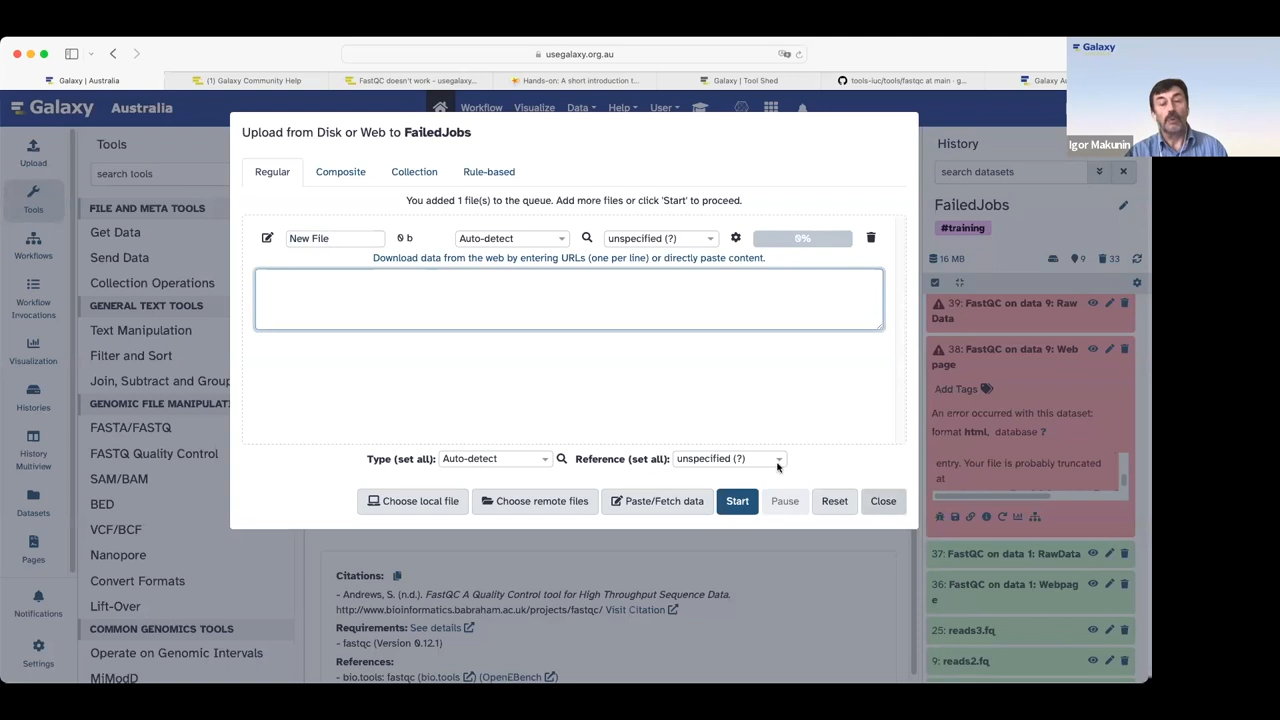 usegalaxy.org.au
Galaxy | Australia
(1) Galaxy Community Help
FastQC doesn't work - usegalaxy...
Hands-on: A short introduction t...
Galaxy | Tool Shed
tools-iuc/tools/fastqc at main · g...
Galaxy Au
Galaxy
Igor Makunin
Galaxy Australia
Workflow
Visualize
Data
Help
User
Upload
Tools
Workflows
Workflow
Invocations
Visualization
Histories
History
Multiview
Datasets
Pages
Notifications
Settings
Tools
search tools
FILE AND META TOOLS
Get Data
Send Data
Collection Operations
GENERAL TEXT TOOLS
Text Manipulation
Filter and Sort
Join, Subtract and Group
GENOMIC FILE MANIPULATI
FASTA/FASTQ
FASTQ Quality Control
SAM/BAM
BED
VCF/BCF
Nanopore
Convert Formats
Lift-Over
COMMON GENOMICS TOOLS
Operate on Genomic Intervals
MiModD
Upload from Disk or Web to FailedJobs
Regular
Composite
Collection
Rule-based
You added 1 file(s) to the queue. Add more files or click 'Start' to proceed.
New File
0 b
Auto-detect
unspecified (?)
0%
Download data from the web by entering URLs (one per line) or directly paste content.
Type (set all): Auto-detect
Reference (set all): unspecified (?)
Choose local file
Choose remote files
Paste/Fetch data
Start
Pause
Reset
Close
Citations:
- Andrews, S. (n.d.). FastQC A Quality Control tool for High Throughput Sequence Data.
http://www.bioinformatics.babraham.ac.uk/projects/fastqc/ Visit Citation
Requirements: See details
- fastqc (Version 0.12.1)
References:
- bio.tools: fastqc (bio.tools) (OpenEBench)
History
search datasets
FailedJobs
#training
16 MB
9
33
39: FastQC on data 9: Raw
Data
38: FastQC on data 9: Web
page
Add Tags
An error occurred with this dataset:
format html, database ?
entry. Your file is probably truncated
at
37: FastQC on data 1: RawData
36: FastQC on data 1: Webpag
e
25: reads3.fq
9: reads2.fq